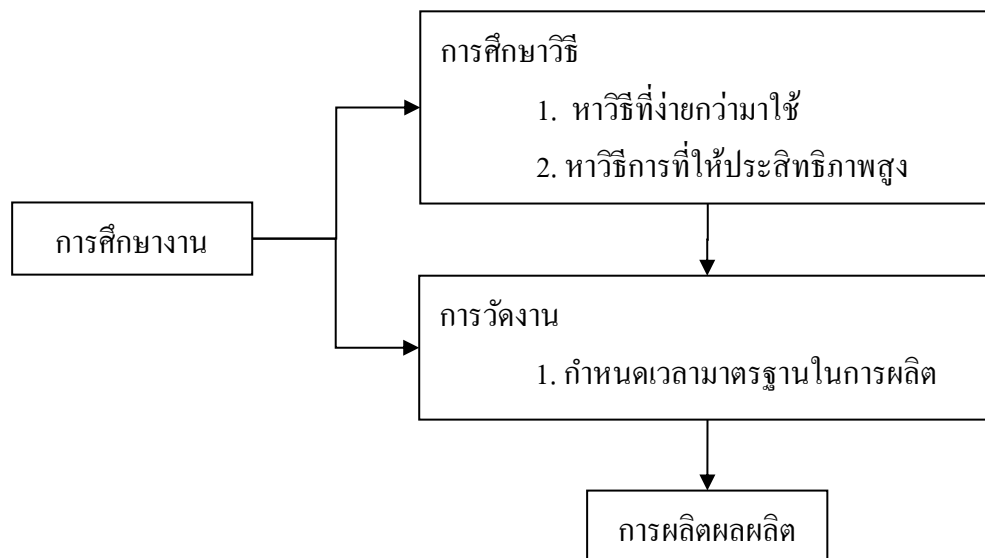 การศึกษาวิธี
1. หาวิธีที่ง่ายกว่ามาใช้
2. หาวิธีการที่ให้ประสิทธิภาพสูง
การศึกษางาน
การวัดงาน
1. กำหนดเวลามาตรฐานในการผลิต
การผลิตผลผลิต